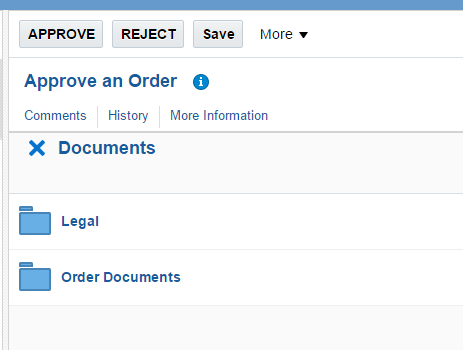 APPROVE REJECT Save More
Approve an Order
Comments History More Information
Documents
Legal
Order Documents